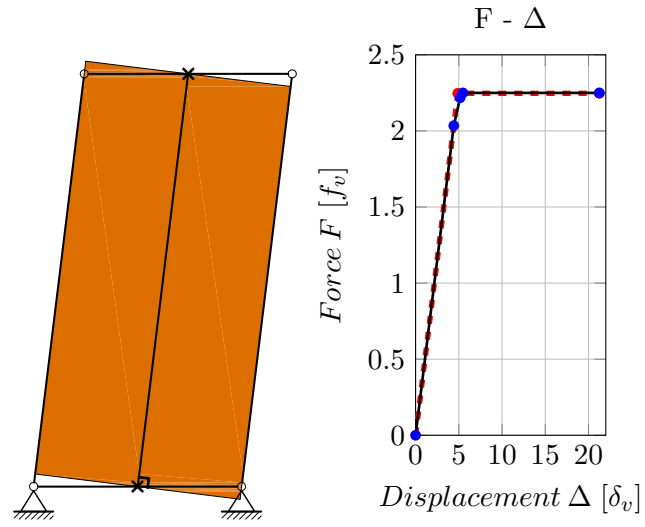 F - Δ
2.5
2
1.5
1
0.5
0
Force F [f_v]
0 5 10 15 20
Displacement Δ [δ_v]